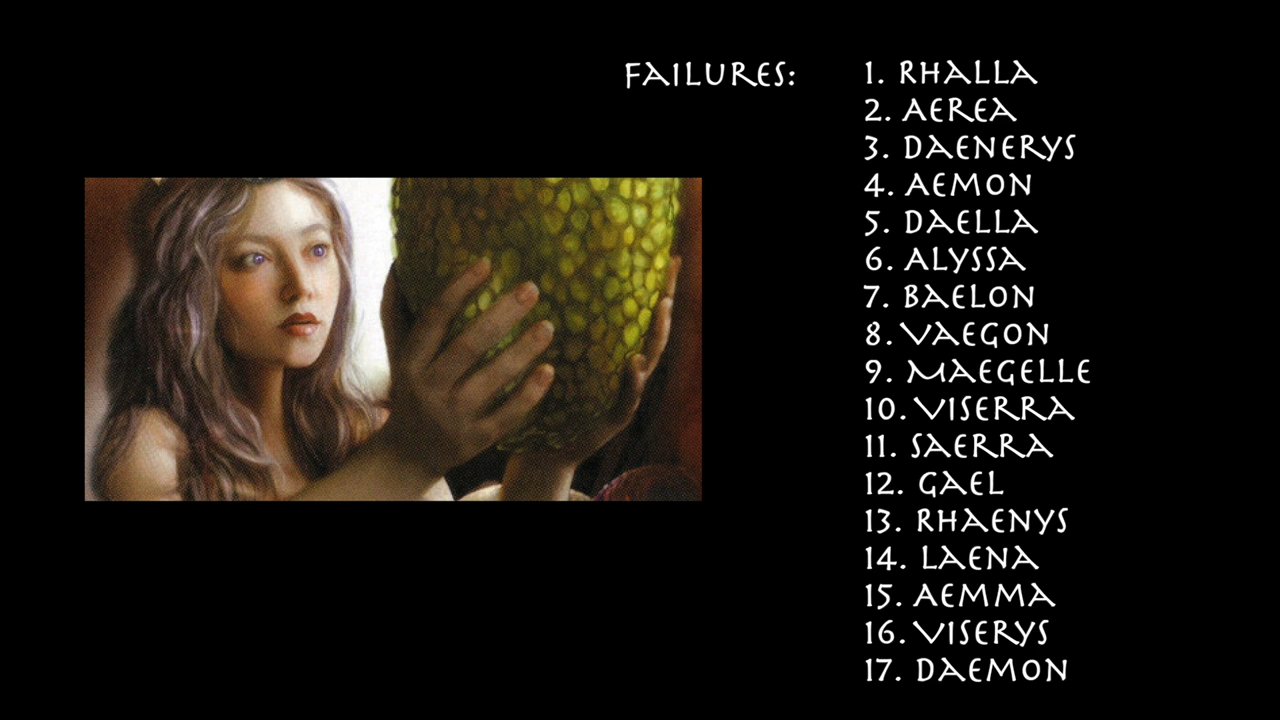 FAILURES:
1. RHALLA
2. AEREA
3. DAENERYS
4. AEMON
5. DAELLA
6. ALYSSA
7. BAELON
8. VAEGON
9. MAEGELLE
10. VISERRA
11. SAERRA
12. GAEL
13. RHAENYS
14. LAENA
15. AEMMA
16. VISERYS
17. DAEMON